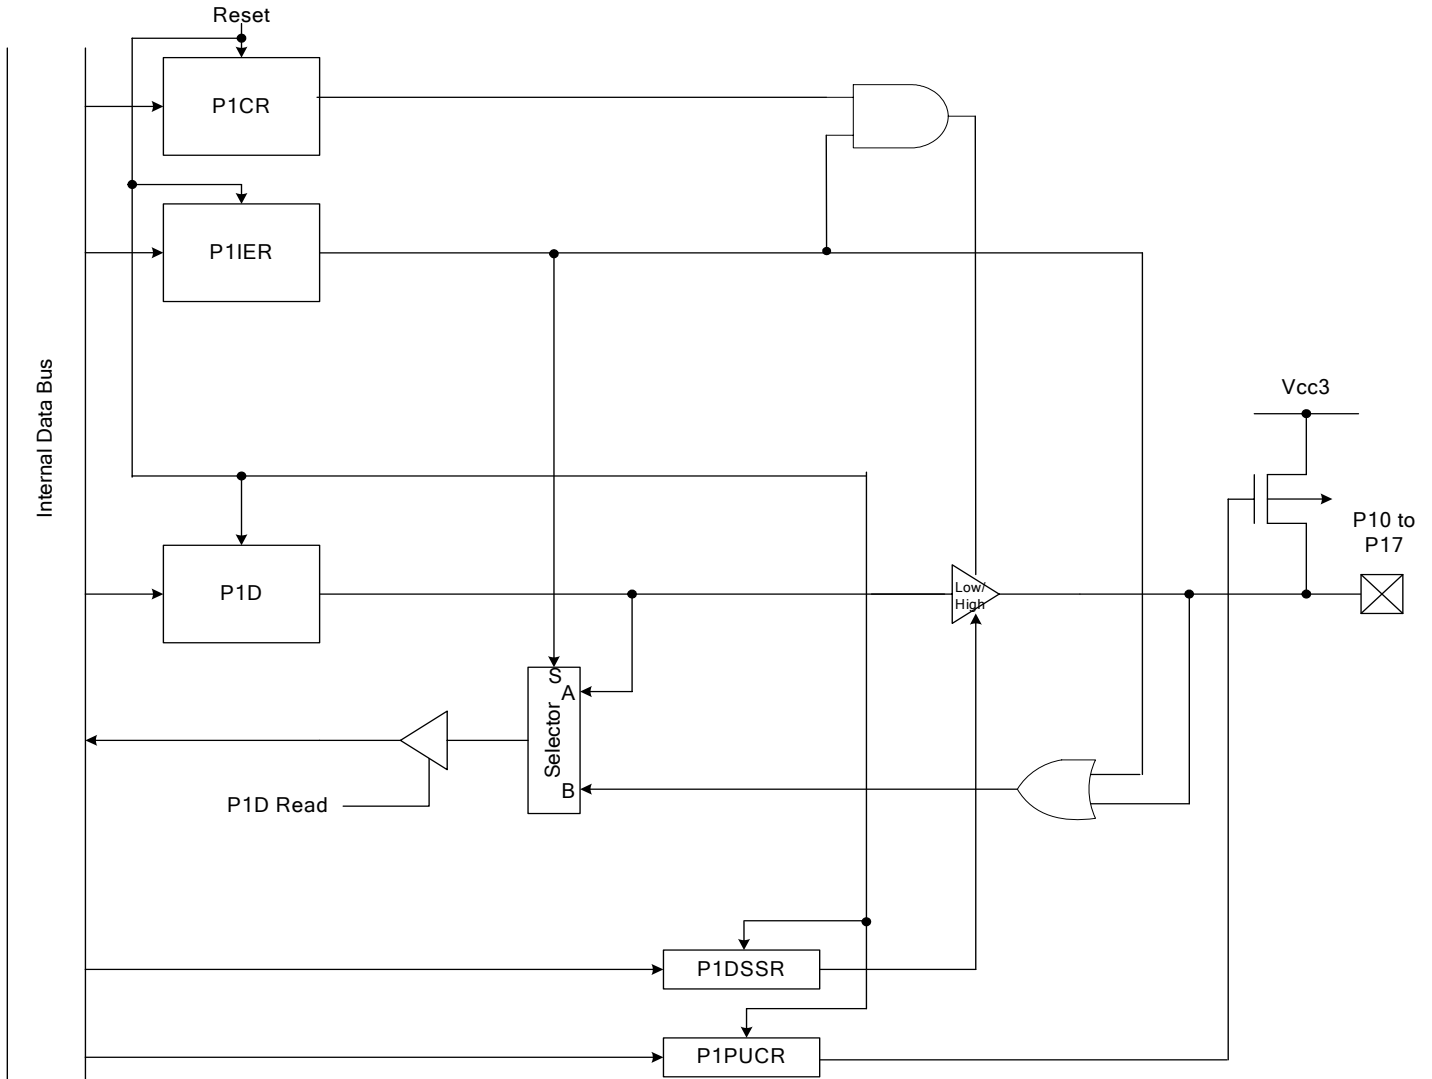 Reset
P1CR
P1IER
Internal Data Bus
Vcc3
P10 to
P17
P1D
Low/
High
S
A
Selector
B
P1D Read
P1DSSR
P1PUCR